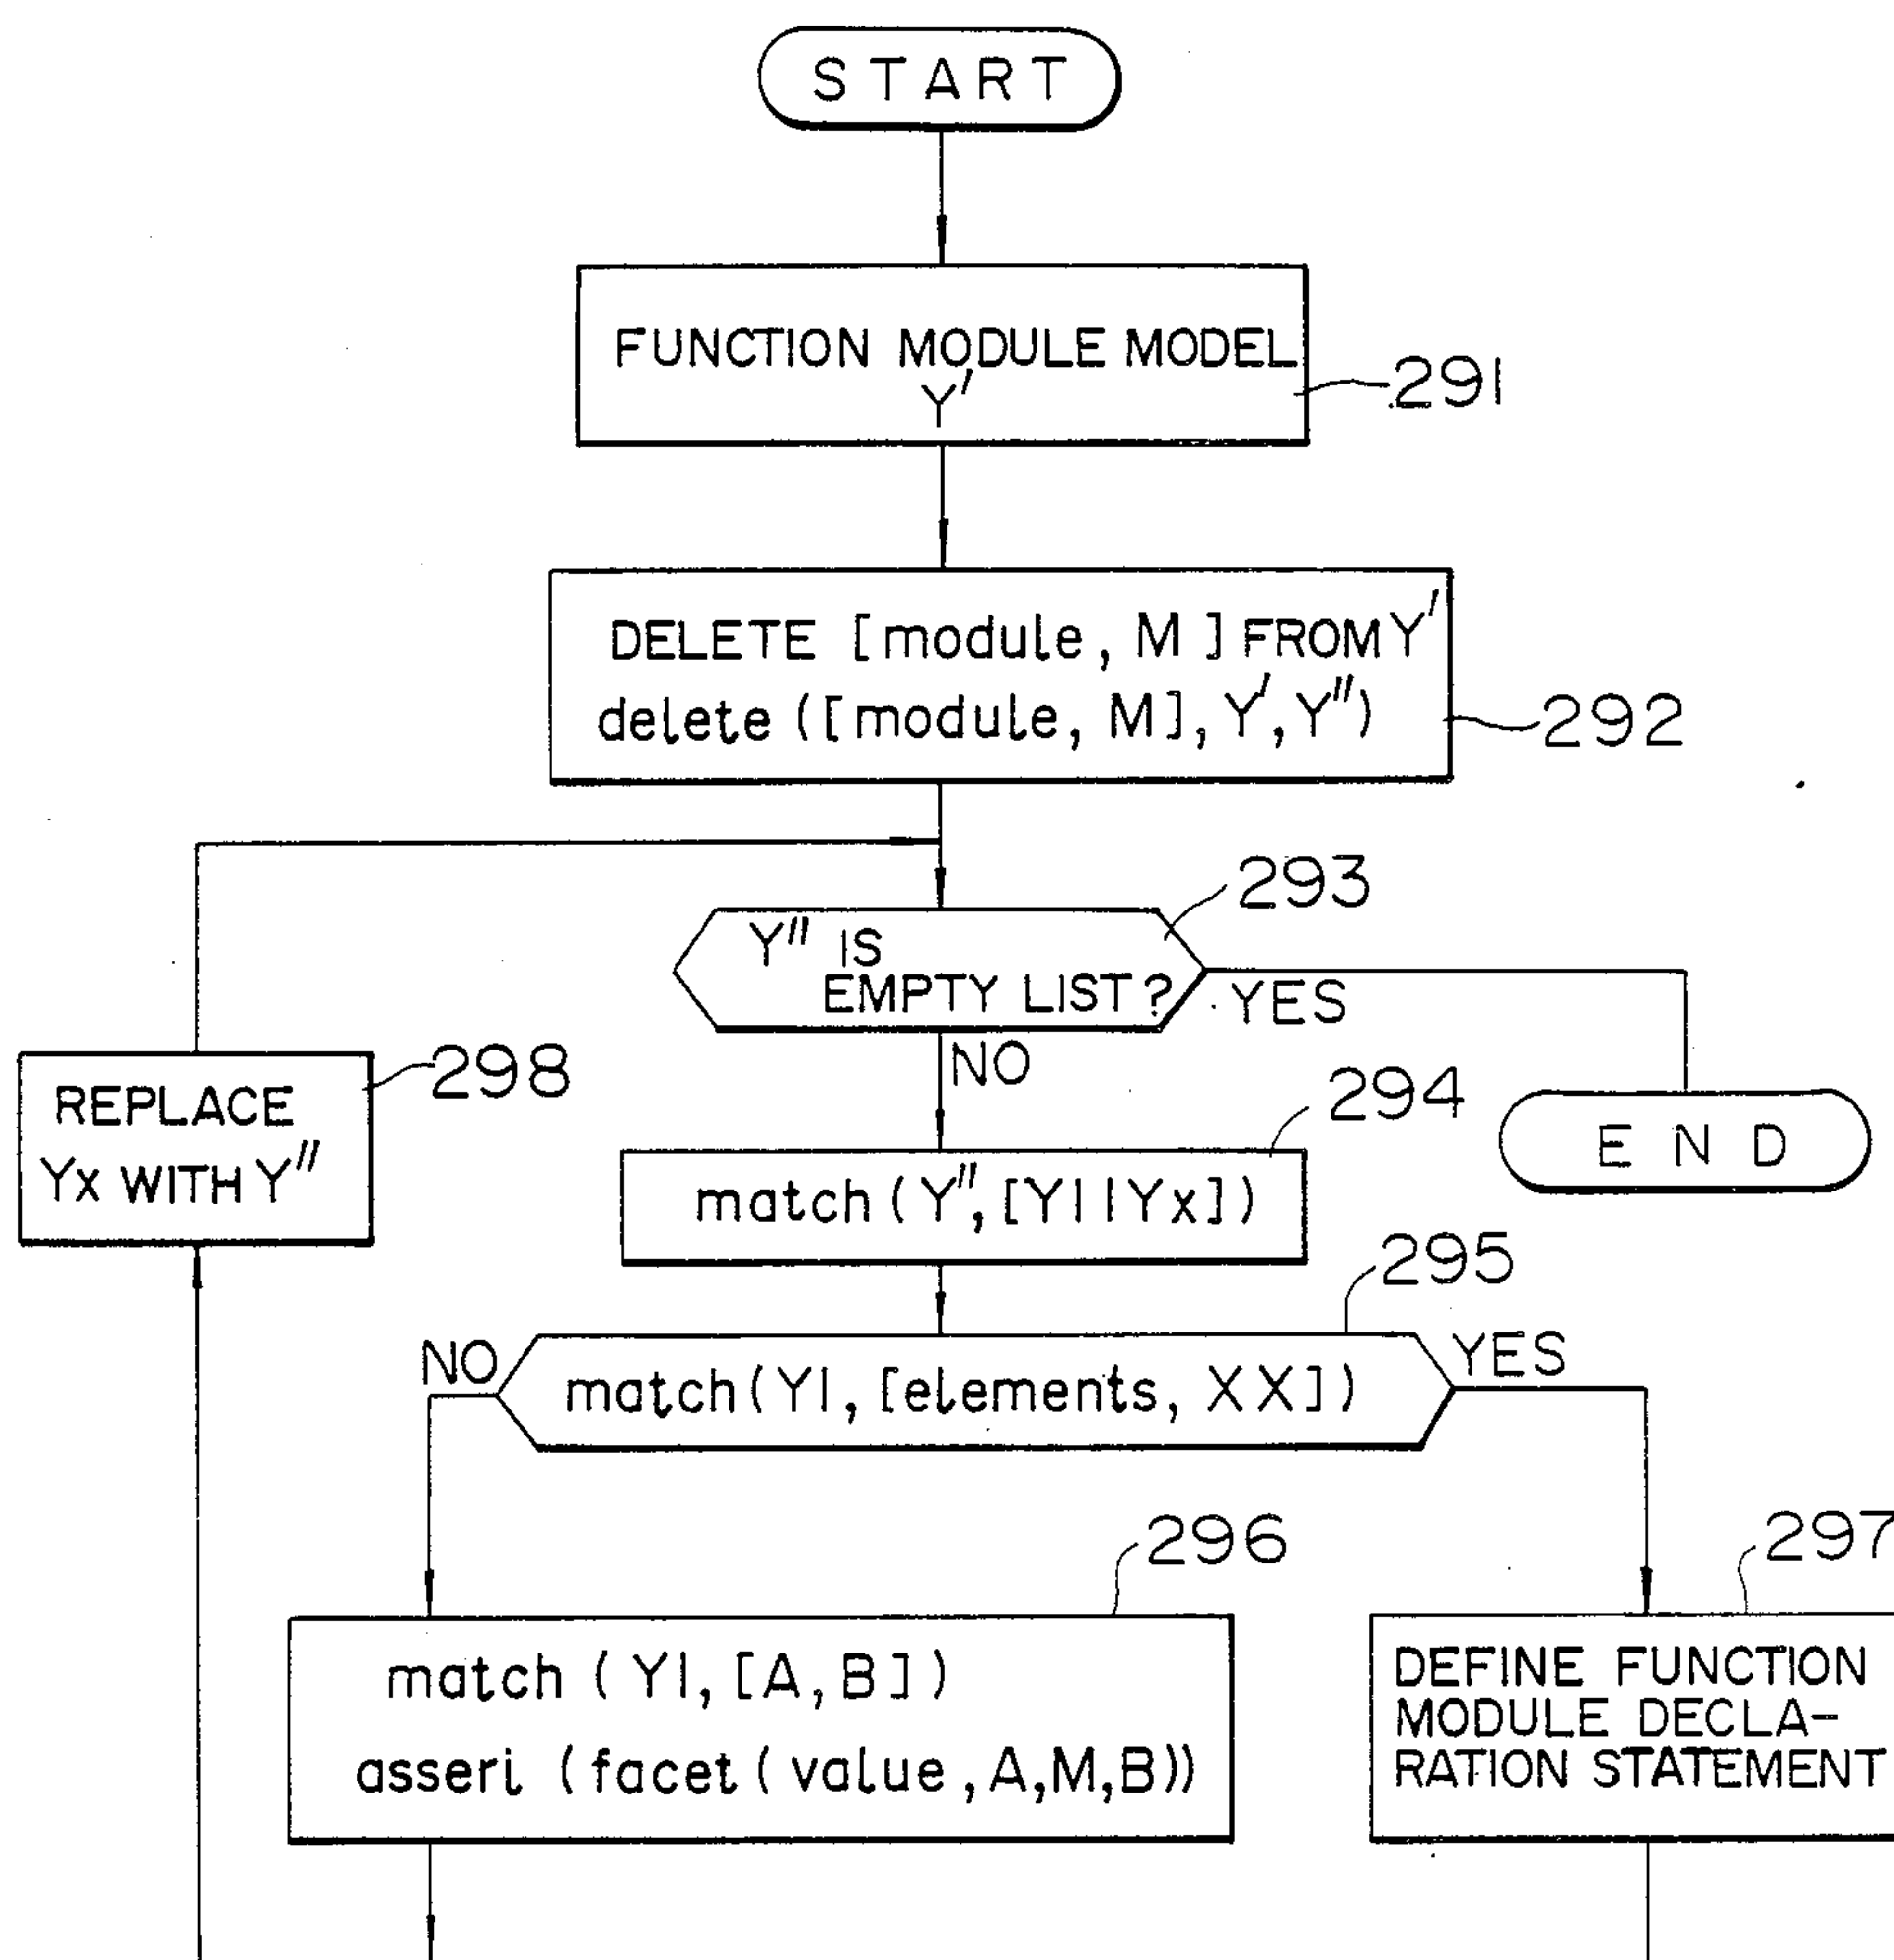 START
FUNCTION MODULE MODEL
Y'
291
DELETE [module, M] FROM Y'
delete ([module, M], Y', Y'')
292
293
Y'' IS
EMPTY LIST?
YES
NO
298
REPLACE
Yx WITH Y''
294
END
match (Y'', [Y1|Yx])
295
NO
YES
match (Y1, [elements, XX])
296
297
match (Y1, [A, B])
asseri (facet (value, A, M, B))
DEFINE FUNCTION
MODULE DECLA-
RATION STATEMENT